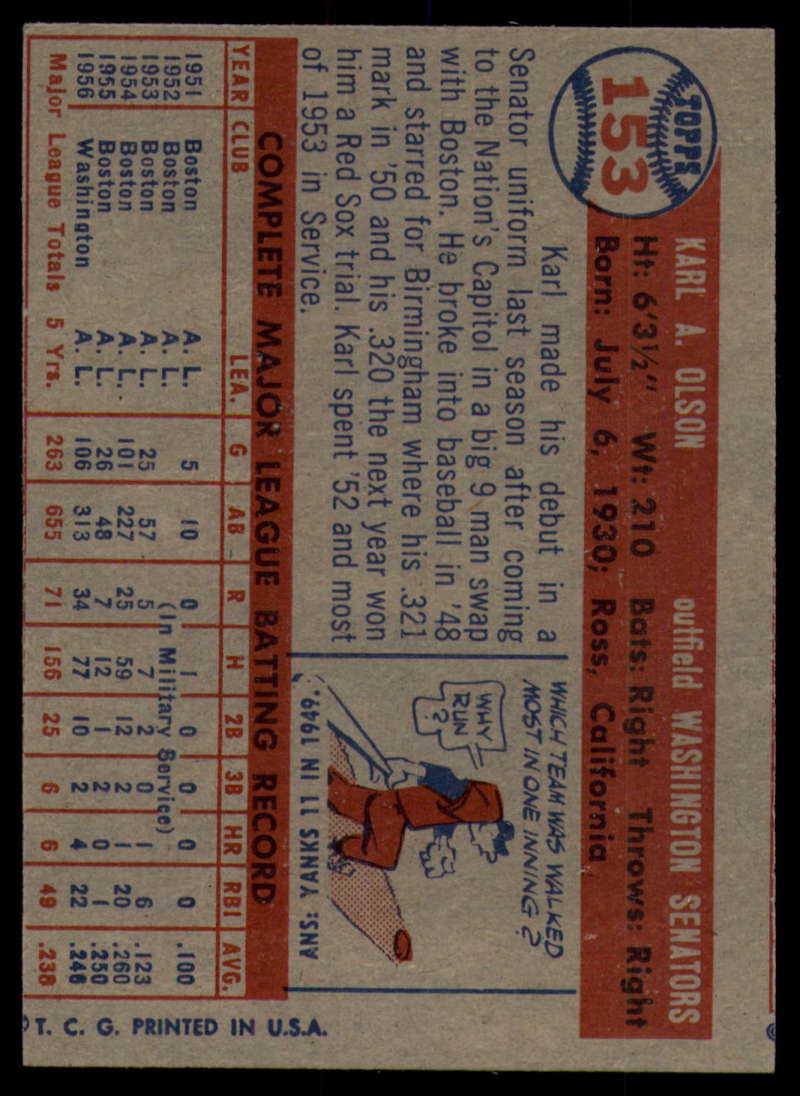 TOPPS
153
KARL A. OLSON outfield WASHINGTON SENATORS
Ht: 6'3½" Wt: 210 Bats: Right Throws: Right
Born: July 6, 1930; Ross, California
Karl made his debut in a
Senator uniform last season after coming
to the Nation's Capitol in a big 9 man swap
with Boston. He broke into baseball in '48
and starred for Birmingham where his .321
mark in '50 and his .320 the next year won
him a Red Sox trial. Karl spent '52 and most
of 1953 in Service.
WHICH TEAM WAS WALKED
MOST IN ONE INNING?
WHY
RUN
?
ANS: YANKS 11 IN 1949.
COMPLETE MAJOR LEAGUE BATTING RECORD
YEAR CLUB LEA. G AB R H 2B 3B HR RBI AVG.
1951 Boston A. L. 5 10 0 1 0 0 0 0 .100
1952 Boston A. L. (In Military Service)
1953 Boston A. L. 25 57 5 7 2 0 1 6 .123
1954 Boston A. L. 101 227 25 59 12 2 1 20 .260
1955 Boston A. L. 26 48 7 12 1 2 0 1 .250
1956 Washington A. L. 106 313 34 77 10 2 4 22 .246
Major League Totals 5 Yrs. 263 655 71 156 25 6 6 49 .238
T. C. G. PRINTED IN U.S.A.
©